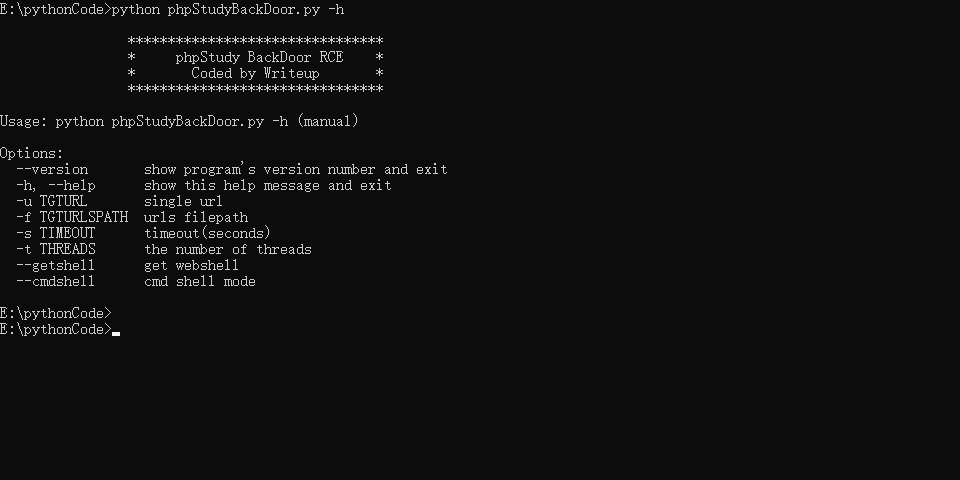 E:\pythonCode>python phpStudyBackDoor.py -h
********************************
* phpStudy BackDoor RCE *
* Coded by Writeup *
********************************
Usage: python phpStudyBackDoor.py -h (manual)
Options:
--version show program's version number and exit
-h, --help show this help message and exit
-u TGTURL single url
-f TGTURLSPATH urls filepath
-s TIMEOUT timeout(seconds)
-t THREADS the number of threads
--getshell get webshell
--cmdshell cmd shell mode
E:\pythonCode>
E:\pythonCode>